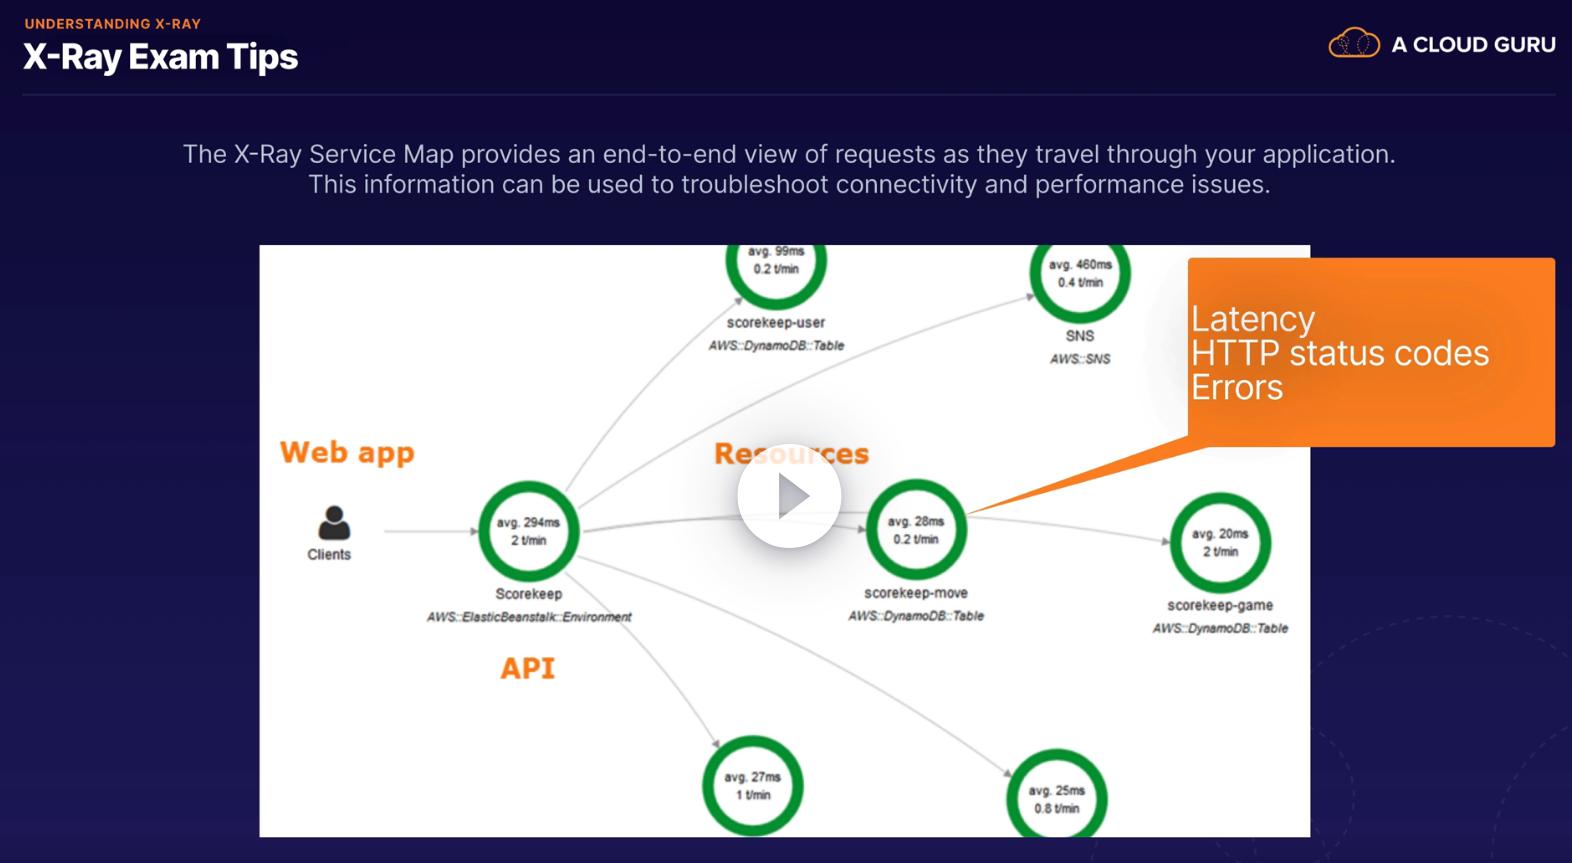 UNDERSTANDING X-RAY
X-Ray Exam Tips
A CLOUD GURU
The X-Ray Service Map provides an end-to-end view of requests as they travel through your application.
This information can be used to troubleshoot connectivity and performance issues.
avg. 99ms
0.2 t/min
scorekeep-user
AWS::DynamoDB::Table
avg. 460ms
0.4 t/min
SNS
AWS::SNS
Latency
HTTP status codes
Errors
Web app
Resources
Clients
avg. 294ms
2 t/min
Scorekeep
AWS::ElasticBeanstalk::Environment
API
avg. 28ms
0.2 t/min
scorekeep-move
AWS::DynamoDB::Table
avg. 20ms
2 t/min
scorekeep-game
AWS::DynamoDB::Table
avg. 27ms
1 t/min
avg. 25ms
0.8 t/min